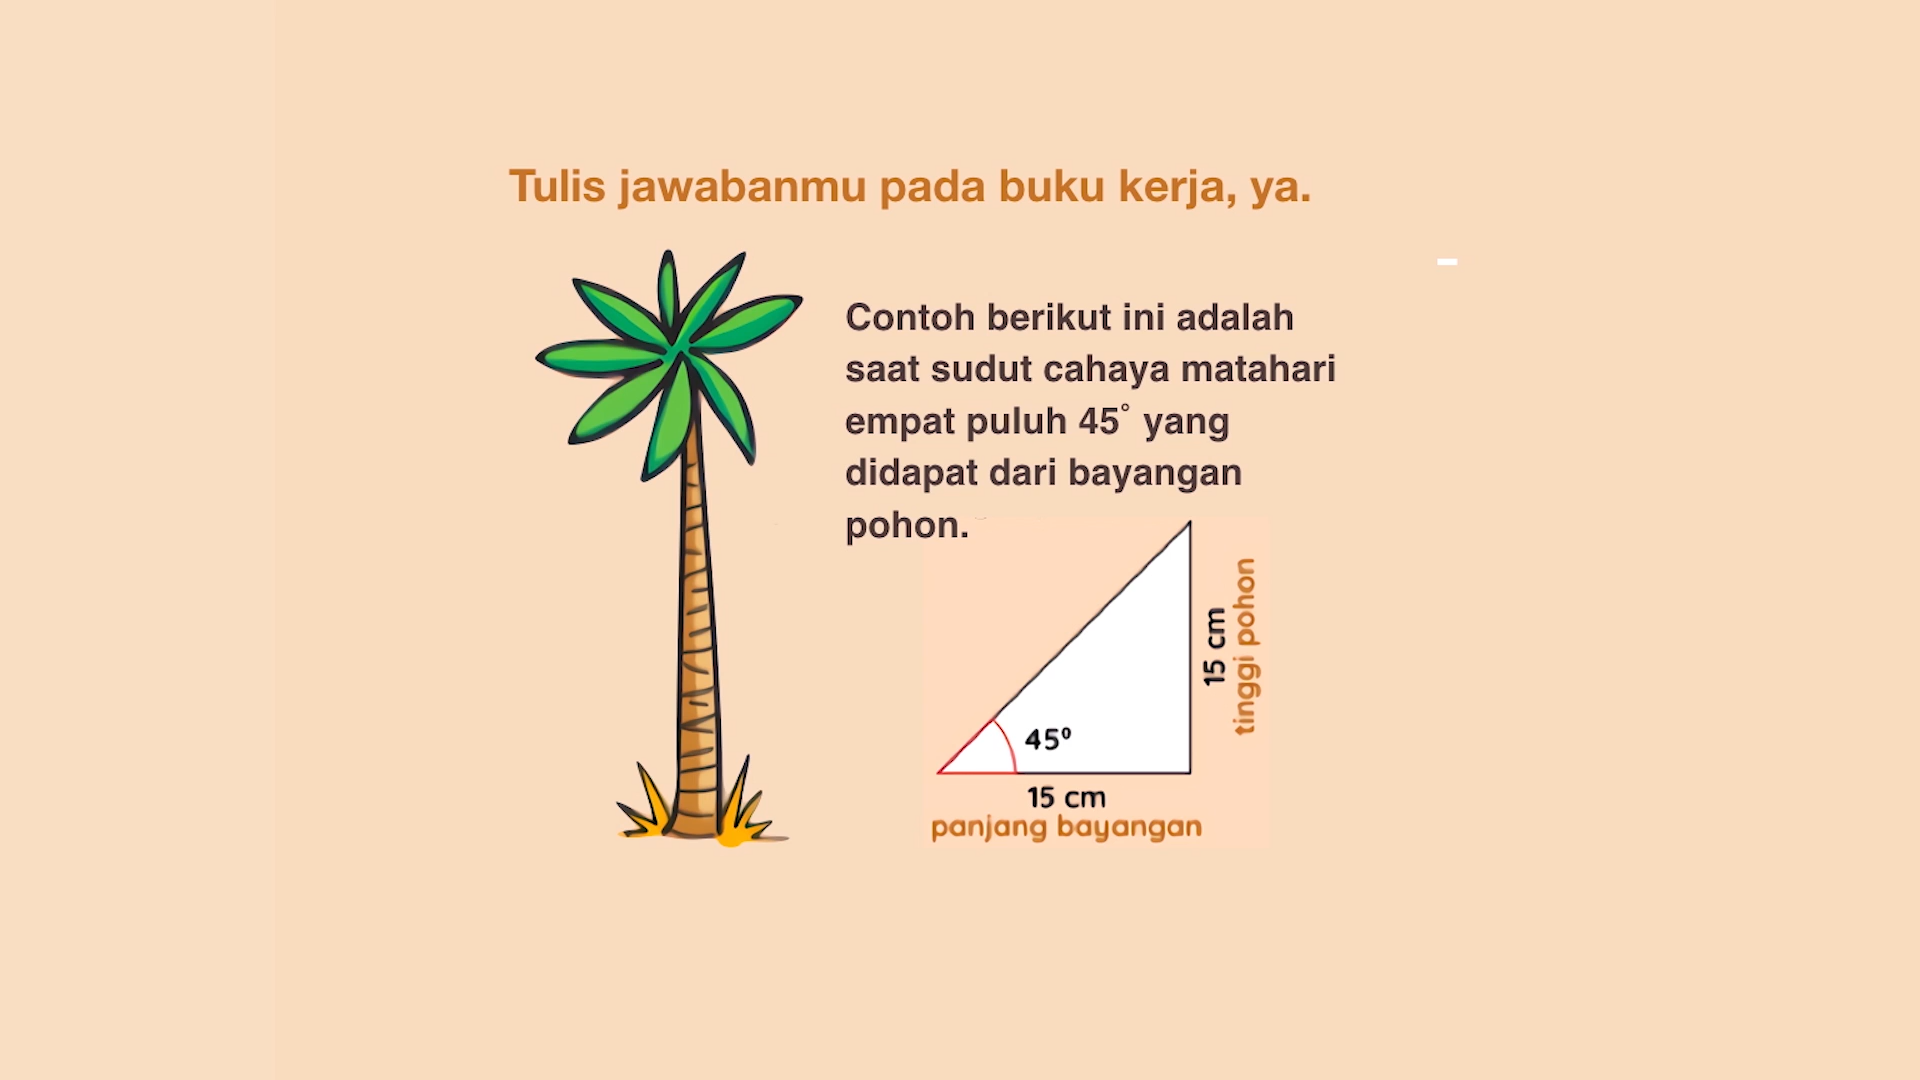 Tulis jawabanmu pada buku kerja, ya.
Contoh berikut ini adalah
saat sudut cahaya matahari
empat puluh 45° yang
didapat dari bayangan
pohon.
45⁰
15 cm
tinggi pohon
15 cm
panjang bayangan